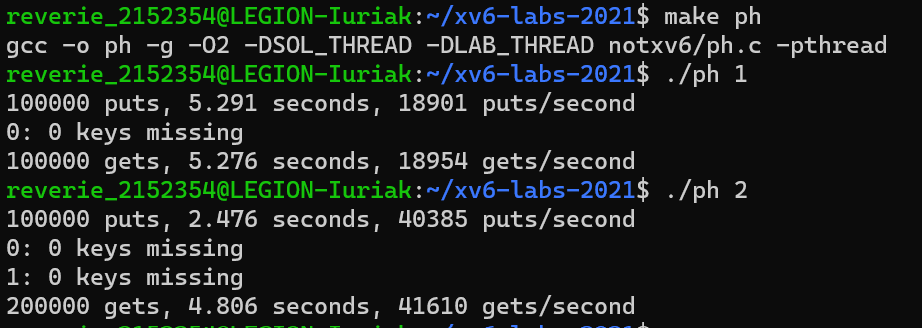 reverie_2152354@LEGION-Iuriak:~/xv6-labs-2021$ make ph
gcc -o ph -g -O2 -DSOL_THREAD -DLAB_THREAD notxv6/ph.c -pthread
reverie_2152354@LEGION-Iuriak:~/xv6-labs-2021$ ./ph 1
100000 puts, 5.291 seconds, 18901 puts/second
0: 0 keys missing
100000 gets, 5.276 seconds, 18954 gets/second
reverie_2152354@LEGION-Iuriak:~/xv6-labs-2021$ ./ph 2
100000 puts, 2.476 seconds, 40385 puts/second
0: 0 keys missing
1: 0 keys missing
200000 gets, 4.806 seconds, 41610 gets/second